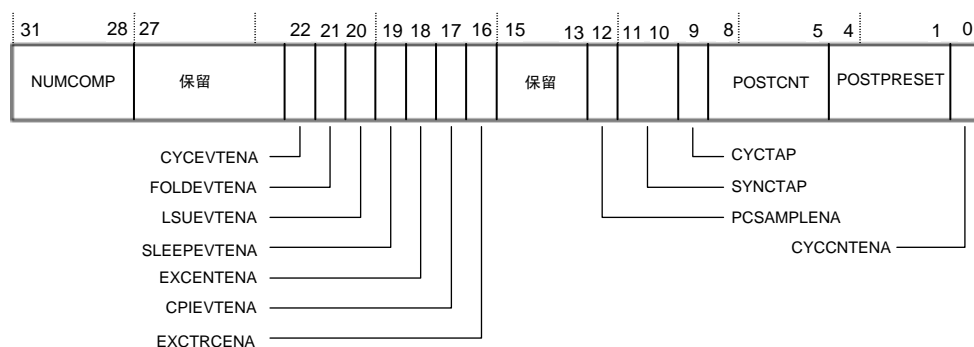 31 28 27 22 21 20 19 18 17 16 15 13 12 11 10 9 8 5 4 1 0
NUMCOMP 保留 保留 POSTCNT POSTPRESET
CYCEVTENA CYCTAP
FOLDEVTENA SYNCTAP
LSUEVTENA PCSAMPLENA
SLEEPEVTENA CYCCNTENA
EXCENTENA
CPIEVTENA
EXCTRCENA